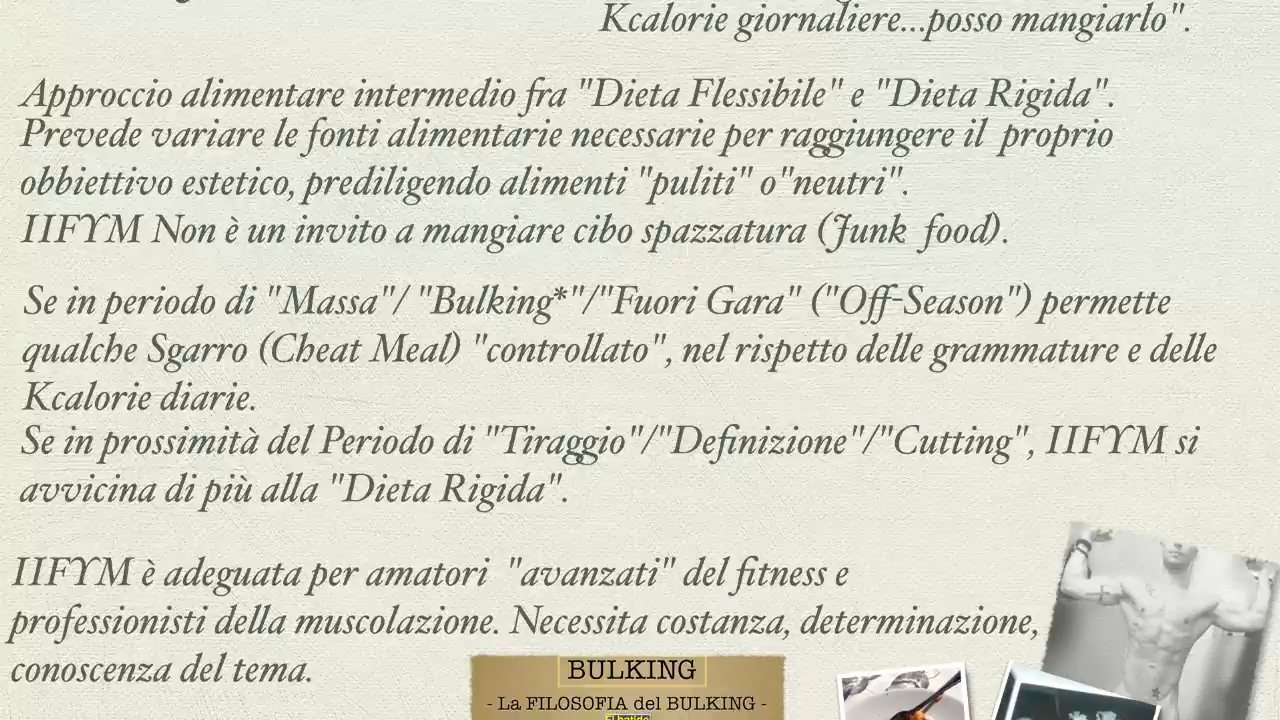 Kcalorie giornaliere...posso mangiarlo".
Approccio alimentare intermedio fra "Dieta Flessibile" e "Dieta Rigida".
Prevede variare le fonti alimentarie necessarie per raggiungere il proprio
obbiettivo estetico, prediligendo alimenti "puliti" o"neutri".
IIFYM Non è un invito a mangiare cibo spazzatura (Junk food).
Se in periodo di "Massa"/ "Bulking*"/"Fuori Gara" ("Off-Season") permette
qualche Sgarro (Cheat Meal) "controllato", nel rispetto delle grammature e delle
Kcalorie diarie.
Se in prossimità del Periodo di "Tiraggio"/"Definizione"/"Cutting", IIFYM si
avvicina di più alla "Dieta Rigida".
IIFYM è adeguata per amatori "avanzati" del fitness e
professionisti della muscolazione. Necessita costanza, determinazione,
conoscenza del tema.
BULKING
- La FILOSOFIA del BULKING -